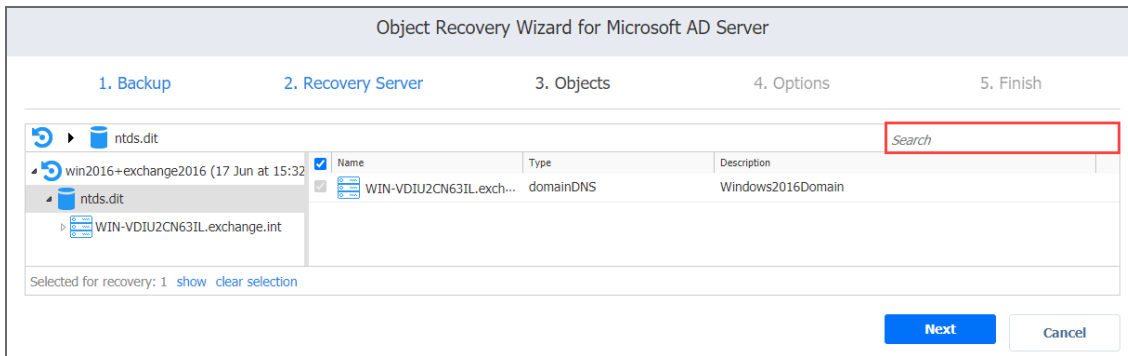 Object Recovery Wizard for Microsoft AD Server
1. Backup 2. Recovery Server 3. Objects 4. Options 5. Finish
ntds.dit Search
win2016+exchange2016 (17 Jun at 15:32
ntds.dit
WIN-VDIU2CN63IL.exchange.int
Name Type Description
WIN-VDIU2CN63IL.exch... domainDNS Windows2016Domain
Selected for recovery: 1 show clear selection
Next Cancel